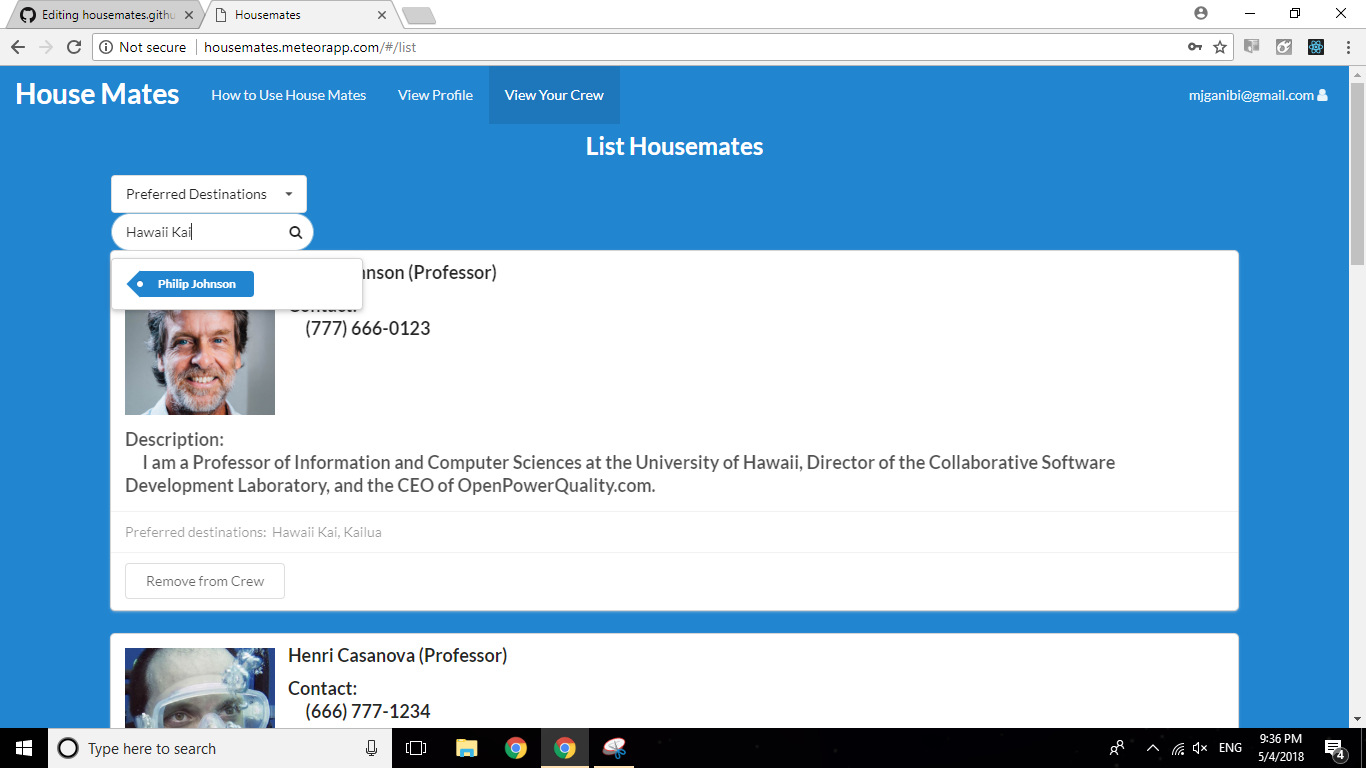 Editing housemates.githu
Housemates
Not secure housemates.meteorapp.com/#/list
House Mates How to Use House Mates View Profile View Your Crew mjganibi@gmail.com
List Housemates
Preferred Destinations
Hawaii Kai
Philip Johnson
nson (Professor)
Contact:
(777) 666-0123
Description:
I am a Professor of Information and Computer Sciences at the University of Hawaii, Director of the Collaborative Software
Development Laboratory, and the CEO of OpenPowerQuality.com.
Preferred destinations: Hawaii Kai, Kailua
Remove from Crew
Henri Casanova (Professor)
Contact:
(666) 777-1234
Type here to search
ENG
9:36 PM
5/4/2018
4